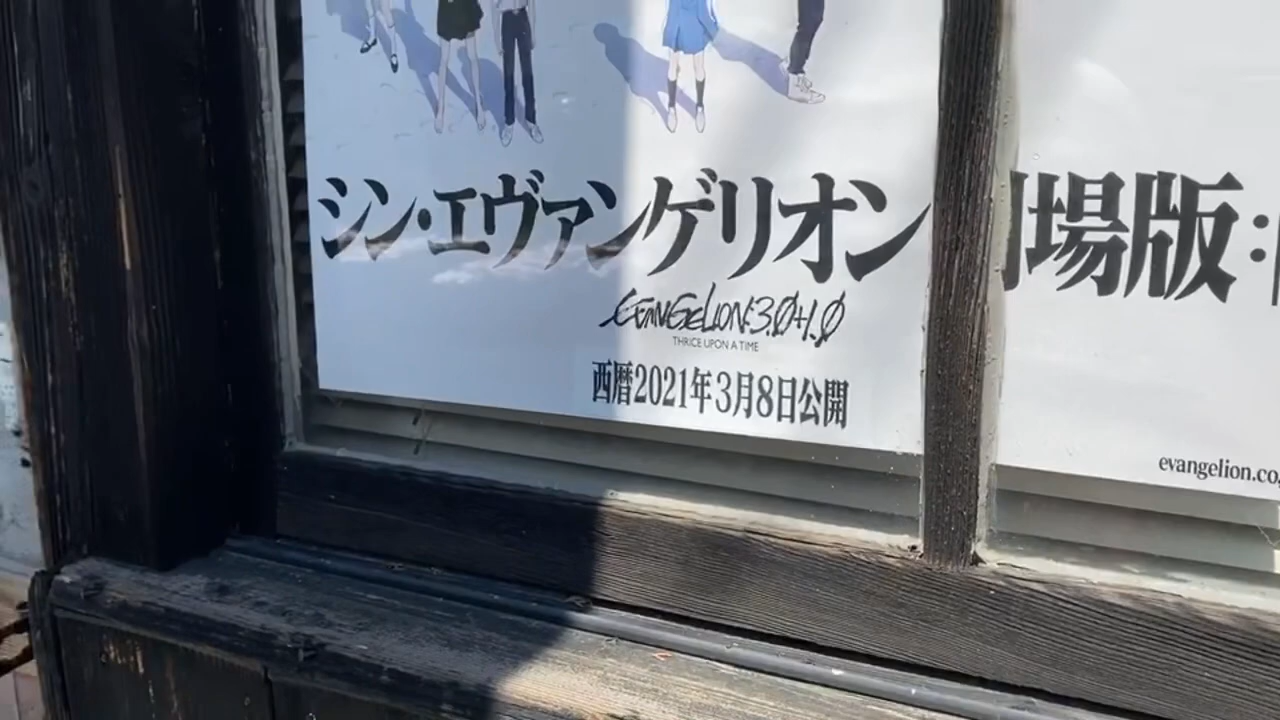 シン・エヴァンゲリオン
EVANGELION:3.0+1.0
THRICE UPON A TIME
西暦2021年3月8日公開
場版:
evangelion.co